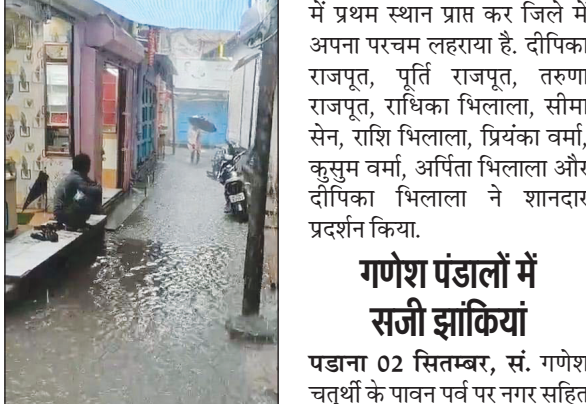 में प्रथम स्थान प्राप्त कर जिले में
अपना परचम लहराया है. दीपिका
राजपूत, पूर्ति राजपूत, तरुणा
राजपूत, राधिका भिलाला, सीमा
सेन, राशि भिलाला, प्रियंका वर्मा,
कुसुम वर्मा, अर्पिता भिलाला और
दीपिका भिलाला ने शानदार
प्रदर्शन किया.
गणेश पंडालों में
सजी झांकियां
पडाना 02 सितम्बर, सं. गणेश
चतुर्थी के पावन पर्व पर नगर सहित